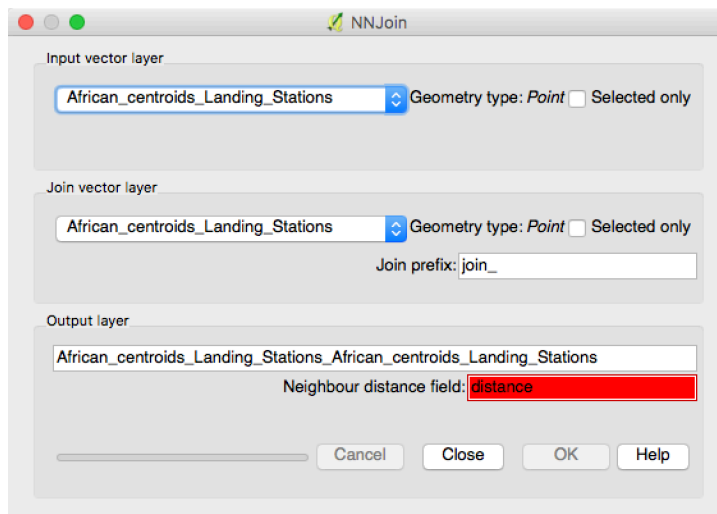 NNJoin
Input vector layer
African_centroids_Landing_Stations Geometry type: Point Selected only
Join vector layer
African_centroids_Landing_Stations Geometry type: Point Selected only
Join prefix: join_
Output layer
African_centroids_Landing_Stations_African_centroids_Landing_Stations
Neighbour distance field: distance
Cancel Close OK Help